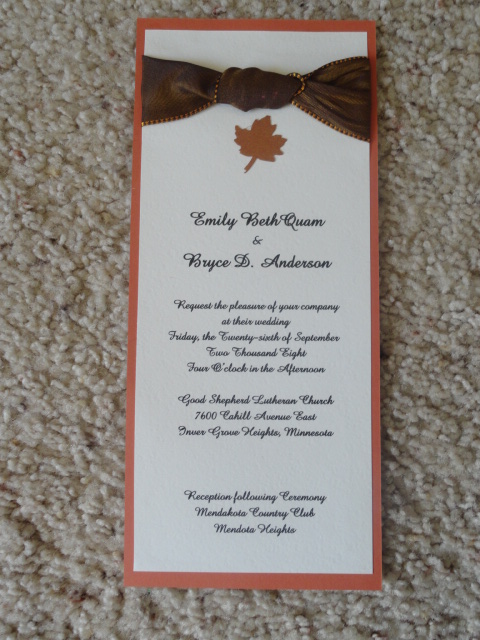 Emily Beth Quam
&
Bryce D. Anderson
Request the pleasure of your company
at their wedding
Friday, the Twenty-sixth of September
Two Thousand Eight
Four O'clock in the Afternoon
Good Shepherd Lutheran Church
7600 Cahill Avenue East
Inver Grove Heights, Minnesota
Reception following Ceremony
Mendakota Country Club
Mendota Heights